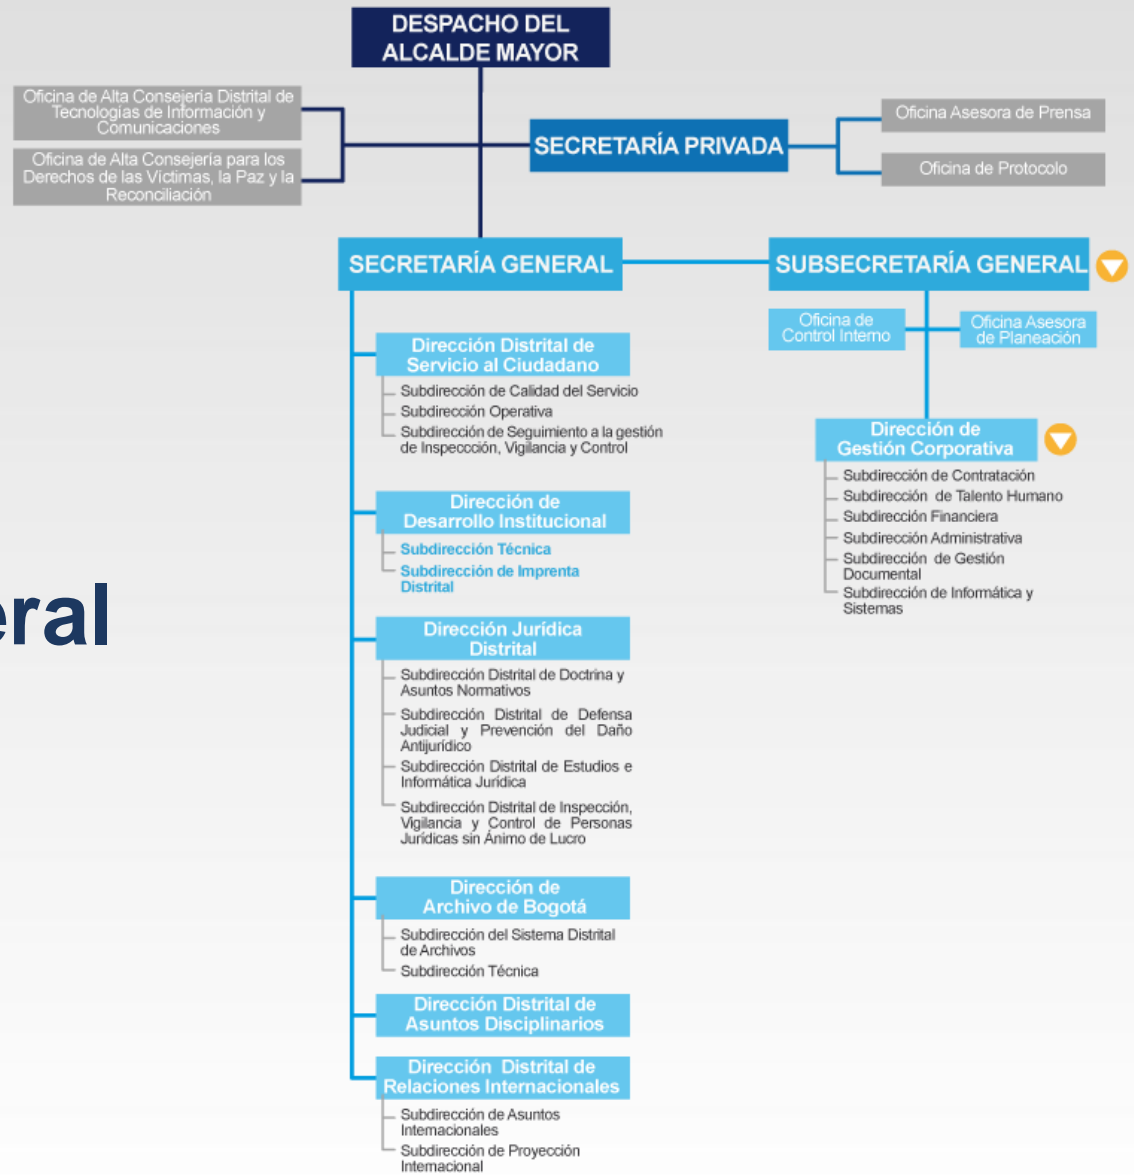 DESPACHO DEL
ALCALDE MAYOR
Oficina de Alta Consejería Distrital de
Tecnologías de Información y
Comunicaciones
Oficina de Alta Consejería para los
Derechos de las Víctimas, la Paz y la
Reconciliación
SECRETARÍA PRIVADA
Oficina Asesora de Prensa
Oficina de Protocolo
SECRETARÍA GENERAL
SUBSECRETARÍA GENERAL
Oficina de
Control Interno
Oficina Asesora
de Planeación
Dirección de
Gestión Corporativa
Subdirección de Contratación
Subdirección de Talento Humano
Subdirección Financiera
Subdirección Administrativa
Subdirección de Gestión
Documental
Subdirección de Informática y
Sistemas
Dirección Distrital de
Servicio al Ciudadano
Subdirección de Calidad del Servicio
Subdirección Operativa
Subdirección de Seguimiento a la gestión
de Inspeccción, Vigilancia y Control
Dirección de
Desarrollo Institucional
Subdirección Técnica
Subdirección de Imprenta
Distrital
eral
Dirección Jurídica
Distrital
Subdirección Distrital de Doctrina y
Asuntos Normativos
Subdirección Distrital de Defensa
Judicial y Prevención del Daño
Antijurídico
Subdirección Distrital de Estudios e
Informática Jurídica
Subdirección Distrital de Inspección,
Vigilancia y Control de Personas
Jurídicas sin Ánimo de Lucro
Dirección de
Archivo de Bogotá
Subdirección del Sistema Distrital
de Archivos
Subdirección Técnica
Dirección Distrital de
Asuntos Disciplinarios
Dirección Distrital de
Relaciones Internacionales
Subdirección de Asuntos
Internacionales
Subdirección de Proyección
Internacional